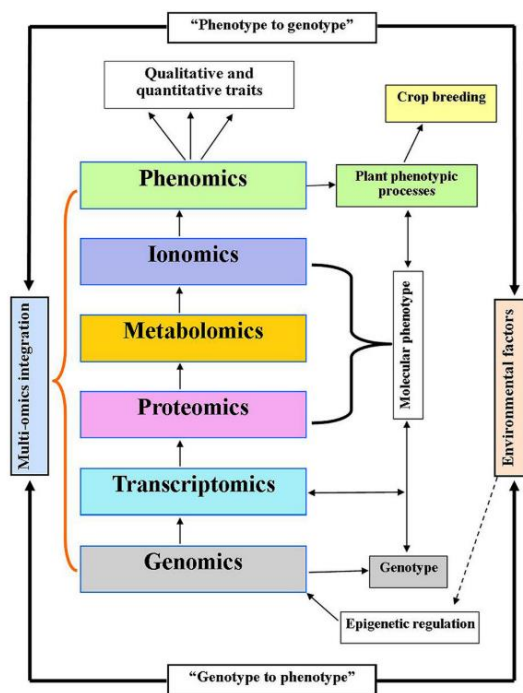 “Phenotype to genotype”
Qualitative and
quantitative traits
Crop breeding
Phenomics
Plant phenotypic
processes
Ionomics
Metabolomics
Proteomics
Transcriptomics
Genomics
Molecular phenotype
Multi-omics integration
Environmental factors
Genotype
Epigenetic regulation
“Genotype to phenotype”